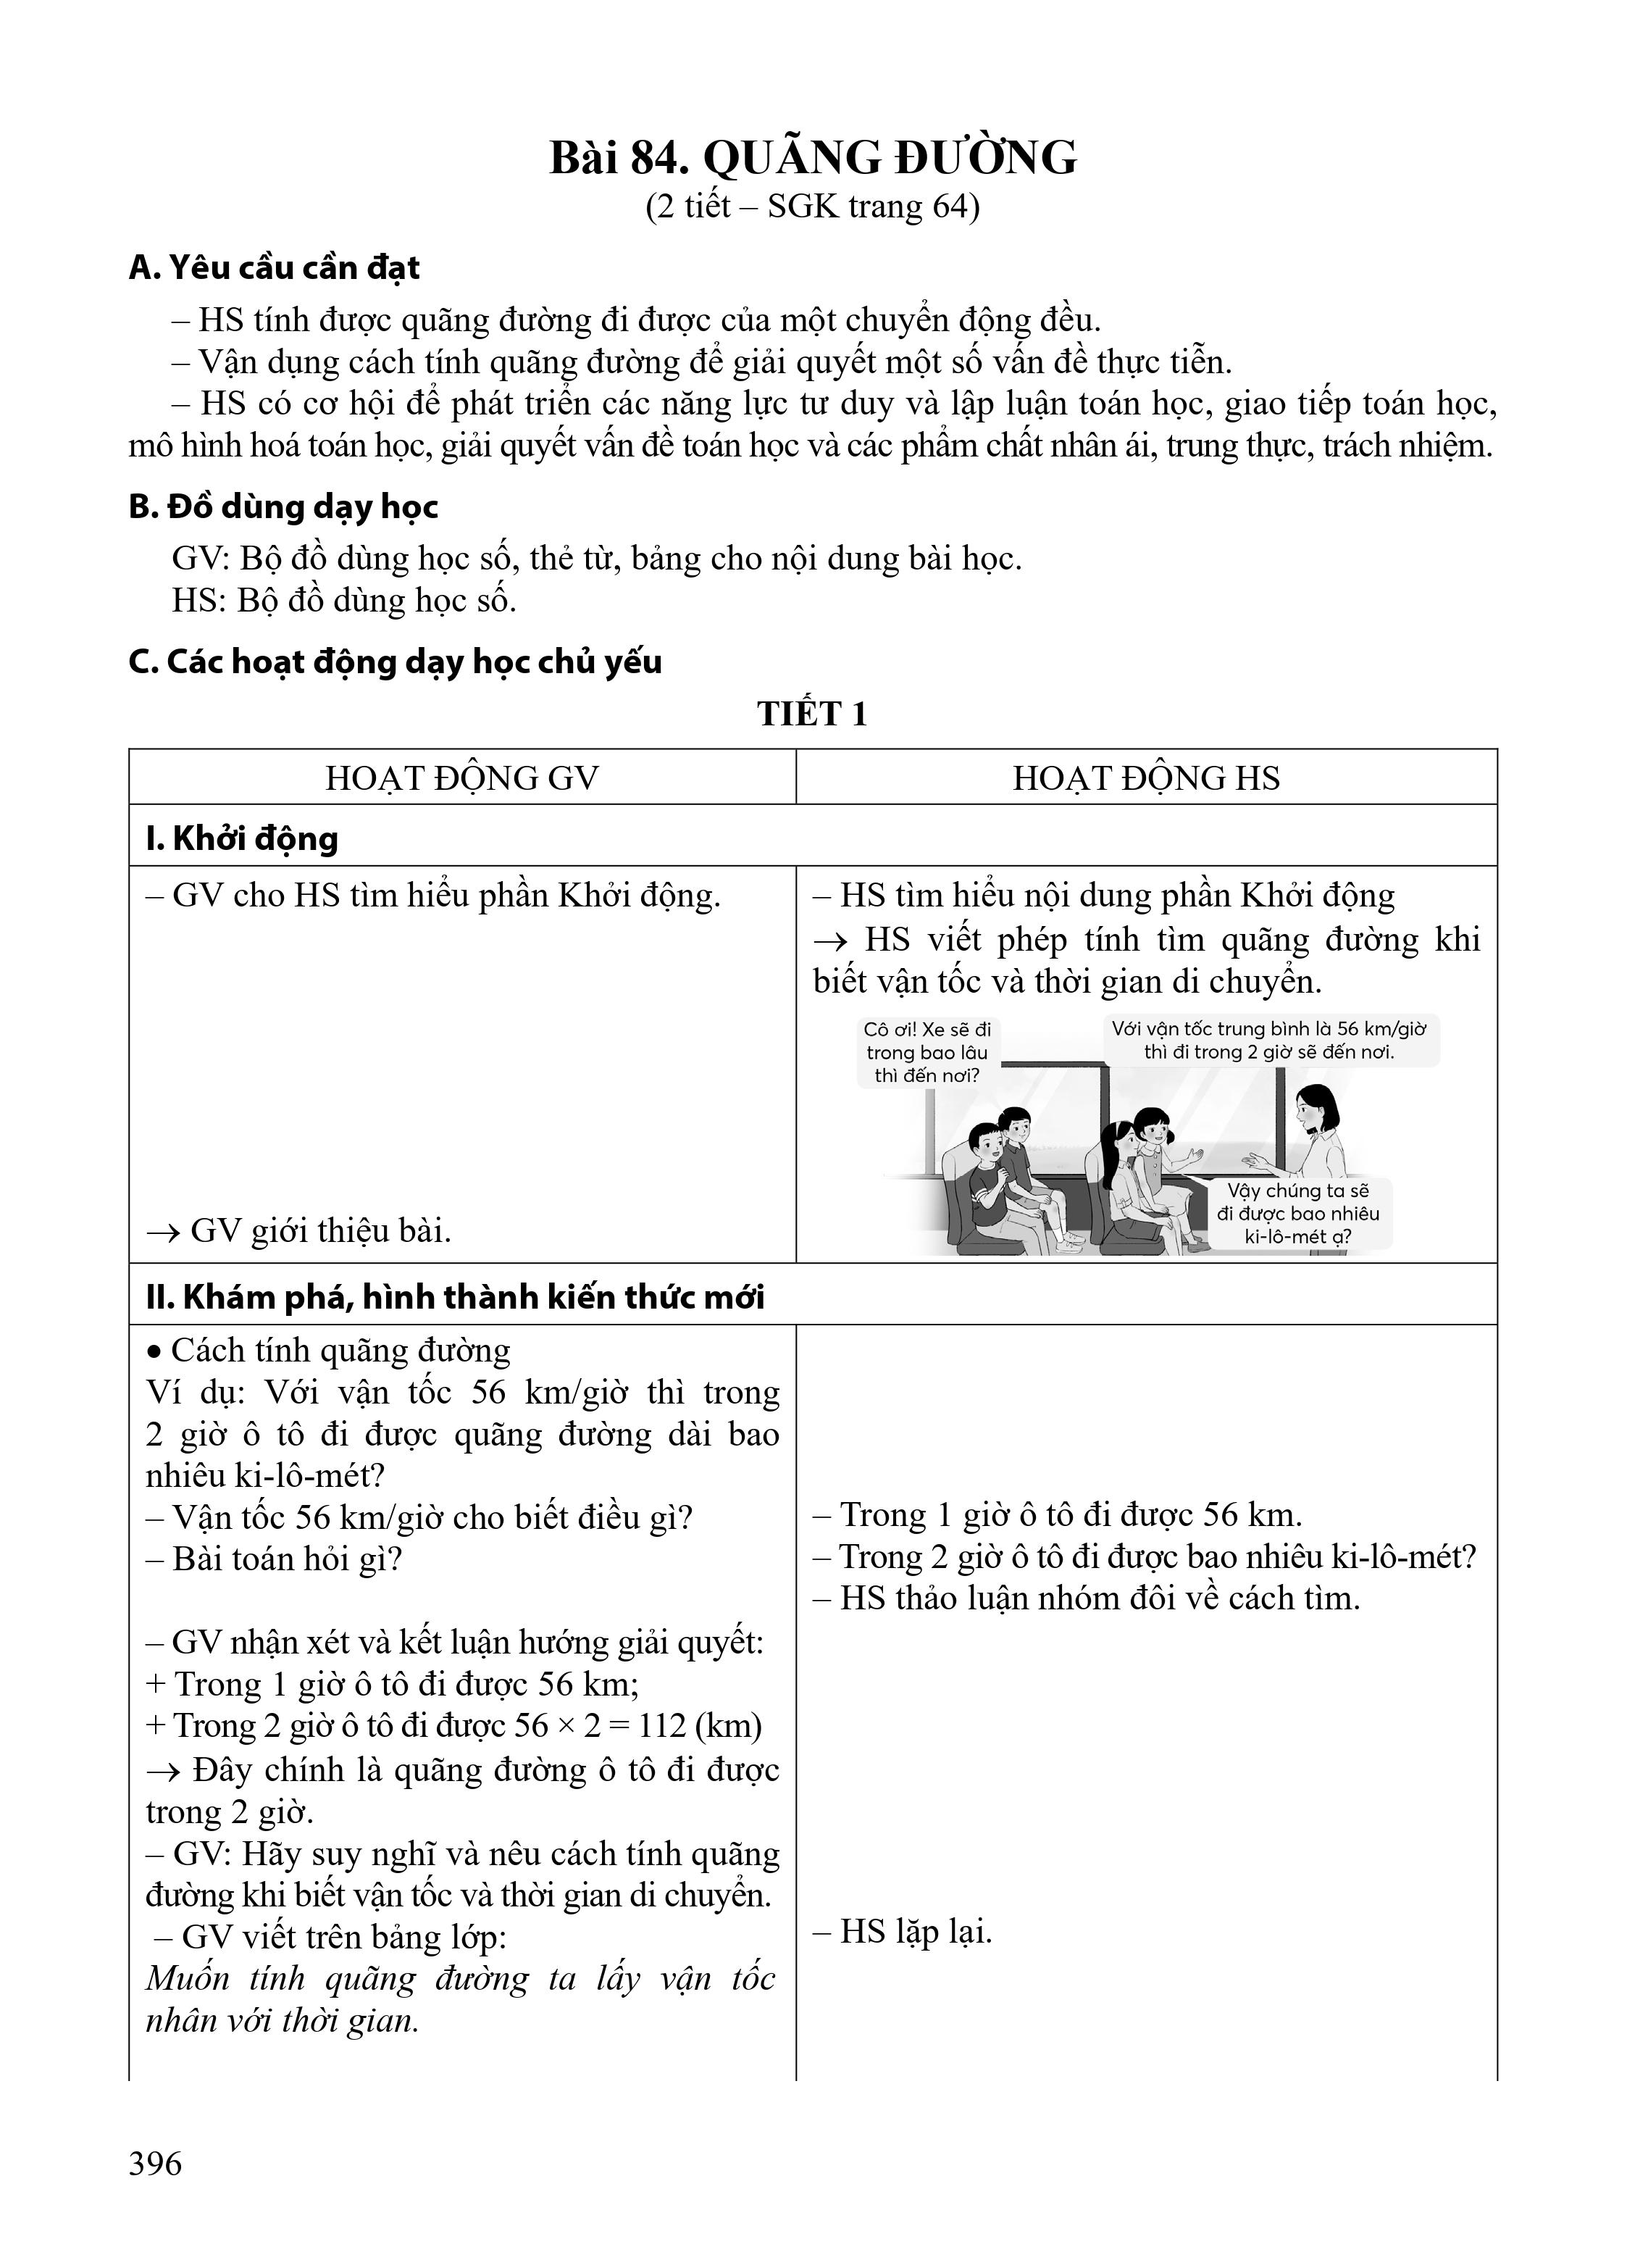 Bài 84. QUÃNG ĐƯỜNG
(2 tiết – SGK trang 64)
A. Yêu cầu cần đạt
– HS tính được quãng đường đi được của một chuyển động đều.
– Vận dụng cách tính quãng đường để giải quyết một số vấn đề thực tiễn.
– HS có cơ hội để phát triển các năng lực tư duy và lập luận toán học, giao tiếp toán học,
mô hình hoá toán học, giải quyết vấn đề toán học và các phẩm chất nhân ái, trung thực, trách nhiệm.
B. Đồ dùng dạy học
GV: Bộ đồ dùng học số, thẻ từ, bảng cho nội dung bài học.
HS: Bộ đồ dùng học số.
C. Các hoạt động dạy học chủ yếu
TIẾT 1
HOẠT ĐỘNG GV
HOẠT ĐỘNG HS
I. Khởi động
– GV cho HS tìm hiểu phần Khởi động.
→ GV giới thiệu bài.
– HS tìm hiểu nội dung phần Khởi động
→ HS viết phép tính tìm quãng đường khi
biết vận tốc và thời gian di chuyển.
Cô ơi! Xe sẽ đi
trong bao lâu
thì đến nơi?
Với vận tốc trung bình là 56 km/giờ
thì đi trong 2 giờ sẽ đến nơi.
Vậy chúng ta sẽ
đi được bao nhiêu
ki-lô-mét ạ?
II. Khám phá, hình thành kiến thức mới
• Cách tính quãng đường
Ví dụ: Với vận tốc 56 km/giờ thì trong
2 giờ ô tô đi được quãng đường dài bao
nhiêu ki-lô-mét?
– Vận tốc 56 km/giờ cho biết điều gì?
– Bài toán hỏi gì?
– GV nhận xét và kết luận hướng giải quyết:
+ Trong 1 giờ ô tô đi được 56 km;
+ Trong 2 giờ ô tô đi được 56 × 2 = 112 (km)
→ Đây chính là quãng đường ô tô đi được
trong 2 giờ.
– GV: Hãy suy nghĩ và nêu cách tính quãng
đường khi biết vận tốc và thời gian di chuyển.
– GV viết trên bảng lớp:
Muốn tính quãng đường ta lấy vận tốc
nhân với thời gian.
– Trong 1 giờ ô tô đi được 56 km.
– Trong 2 giờ ô tô đi được bao nhiêu ki-lô-mét?
– HS thảo luận nhóm đôi về cách tìm.
– HS lặp lại.
396